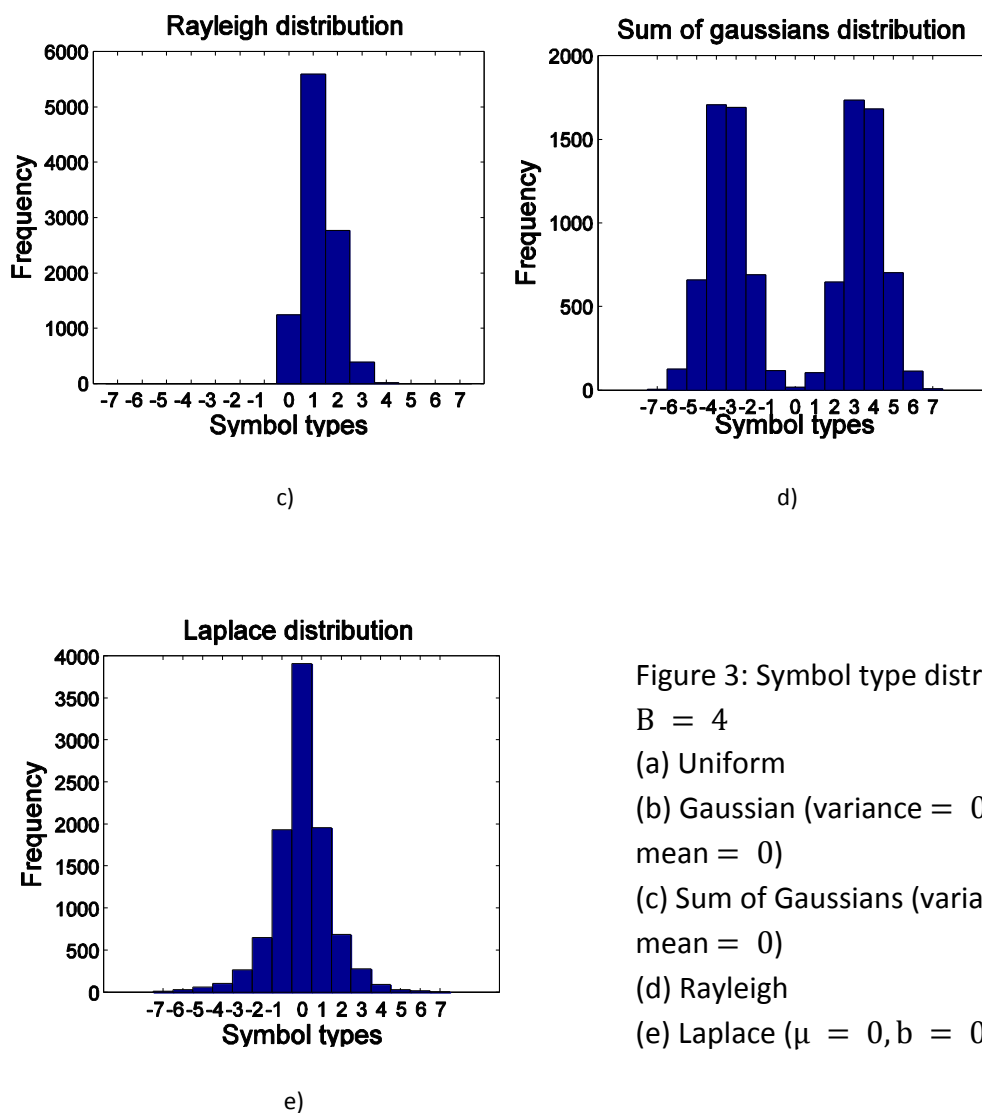 Rayleigh distribution
6000
5000
4000
3000
2000
1000
0
Frequency
-7 -6 -5 -4 -3 -2 -1 0 1 2 3 4 5 6 7
Symbol types
c)
Sum of gaussians distribution
2000
1500
1000
500
0
Frequency
-7 -6 -5 -4 -3 -2 -1 0 1 2 3 4 5 6 7
Symbol types
d)
Laplace distribution
4000
3500
3000
2500
2000
1500
1000
500
0
Frequency
-7 -6 -5 -4 -3 -2 -1 0 1 2 3 4 5 6 7
Symbol types
e)
Figure 3: Symbol type distr
B = 4
(a) Uniform
(b) Gaussian (variance = 0
mean = 0)
(c) Sum of Gaussians (varia
mean = 0)
(d) Rayleigh
(e) Laplace (μ = 0, b = 0